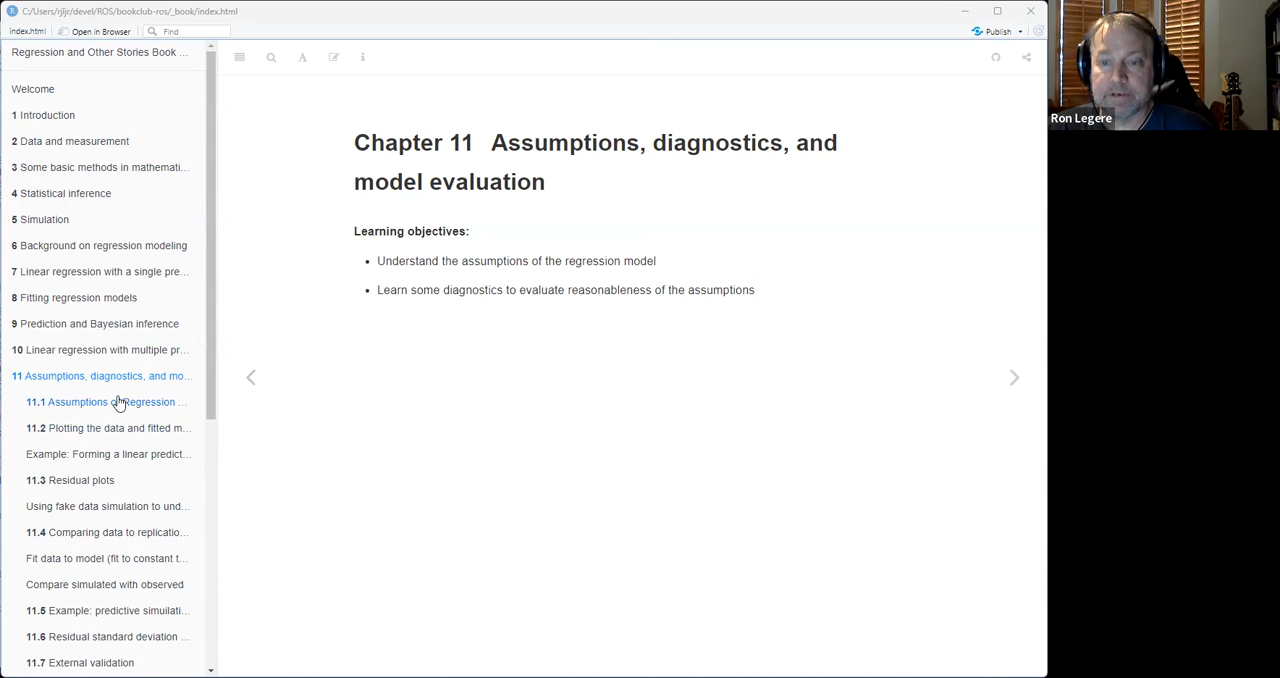 C:/Users/rjljr/devel/ROS/bookclub-ros/_book/index.html
index.html Open in Browser Find Publish
Regression and Other Stories Book ...
Welcome
1 Introduction
2 Data and measurement
3 Some basic methods in mathemati...
4 Statistical inference
5 Simulation
6 Background on regression modeling
7 Linear regression with a single pre...
8 Fitting regression models
9 Prediction and Bayesian inference
10 Linear regression with multiple pr...
11 Assumptions, diagnostics, and mo...
11.1 Assumptions of Regression ...
11.2 Plotting the data and fitted m...
Example: Forming a linear predict...
11.3 Residual plots
Using fake data simulation to und...
11.4 Comparing data to replicatio...
Fit data to model (fit to constant t...
Compare simulated with observed
11.5 Example: predictive simuilati...
11.6 Residual standard deviation ...
11.7 External validation
Chapter 11 Assumptions, diagnostics, and
model evaluation
Learning objectives:
• Understand the assumptions of the regression model
• Learn some diagnostics to evaluate reasonableness of the assumptions
Ron Legere